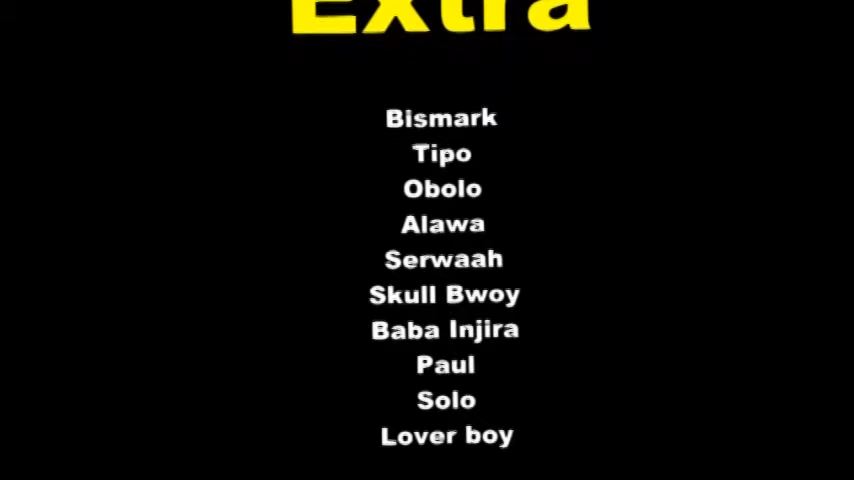 Extra
Bismark
Tipo
Obolo
Alawa
Serwaah
Skull Bwoy
Baba Injira
Paul
Solo
Lover boy